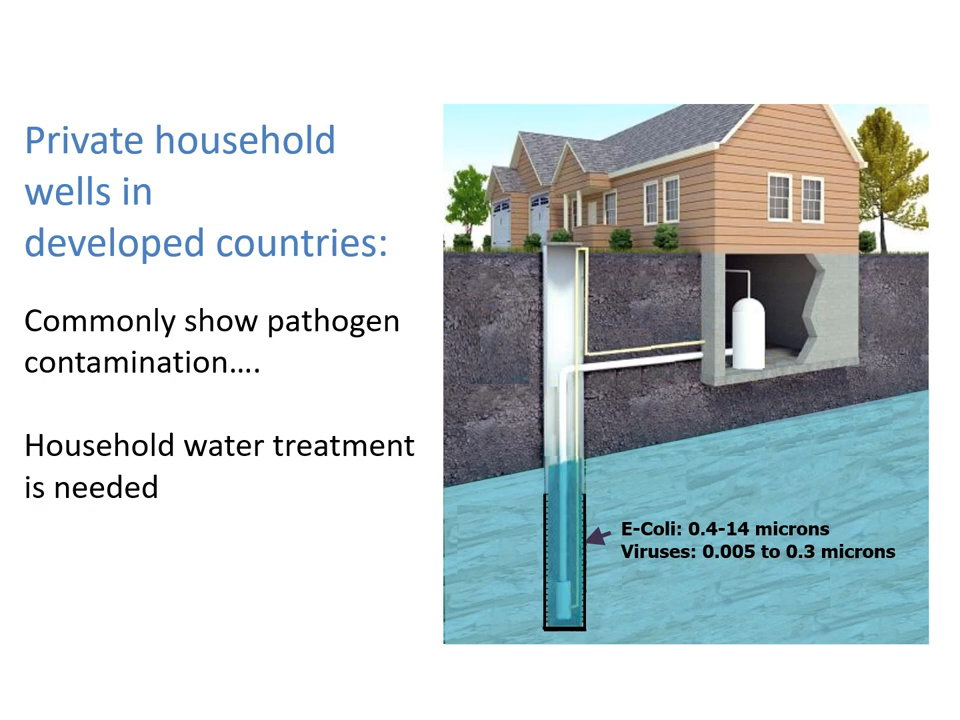 Private household
wells in
developed countries:
Commonly show pathogen
contamination….
Household water treatment
is needed
E-Coli: 0.4-14 microns
Viruses: 0.005 to 0.3 microns